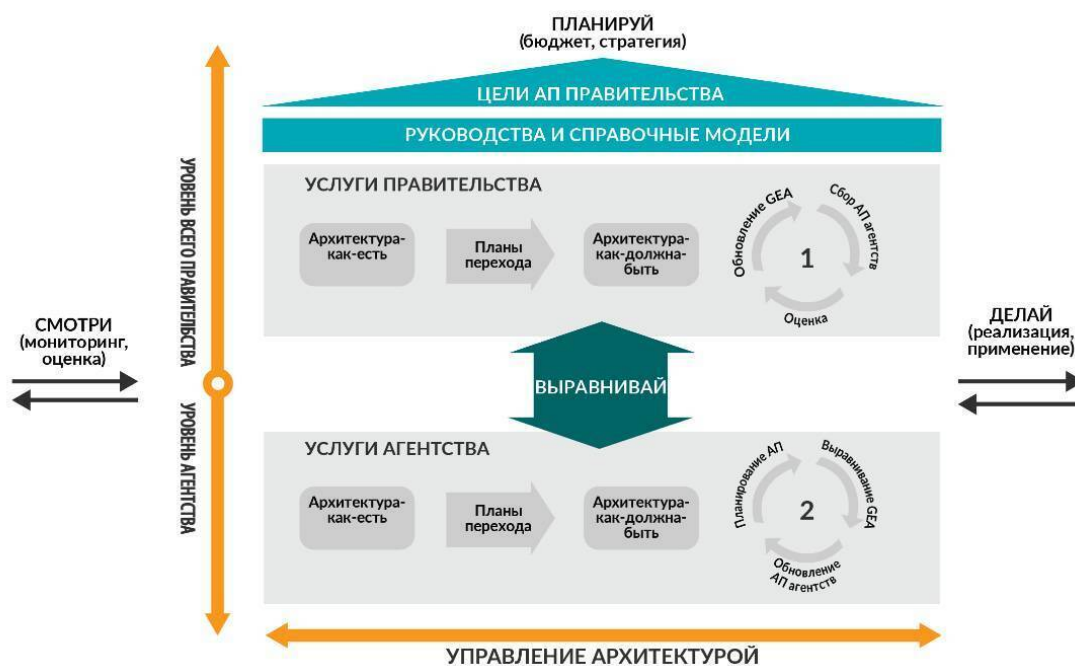 ПЛАНИРУЙ
(бюджет, стратегия)
ЦЕЛИ АП ПРАВИТЕЛЬСТВА
РУКОВОДСТВА И СПРАВОЧНЫЕ МОДЕЛИ
УРОВЕНЬ ВСЕГО ПРАВИТЕЛЬСТВА
УСЛУГИ ПРАВИТЕЛЬСТВА
Архитектура-
как-есть
Планы
перехода
Архитектура-
как-должна-
быть
Обновление GEA
Сбор АП агентств
Оценка
1
СМОТРИ
(мониторинг,
оценка)
ВЫРАВНИВАЙ
ДЕЛАЙ
(реализация,
применение)
УРОВЕНЬ АГЕНТСТВА
УСЛУГИ АГЕНТСТВА
Архитектура-
как-есть
Планы
перехода
Архитектура-
как-должна-
быть
Планирование АП
Выравнивание GEA
Обновление
АП агентств
2
УПРАВЛЕНИЕ АРХИТЕКТУРОЙ